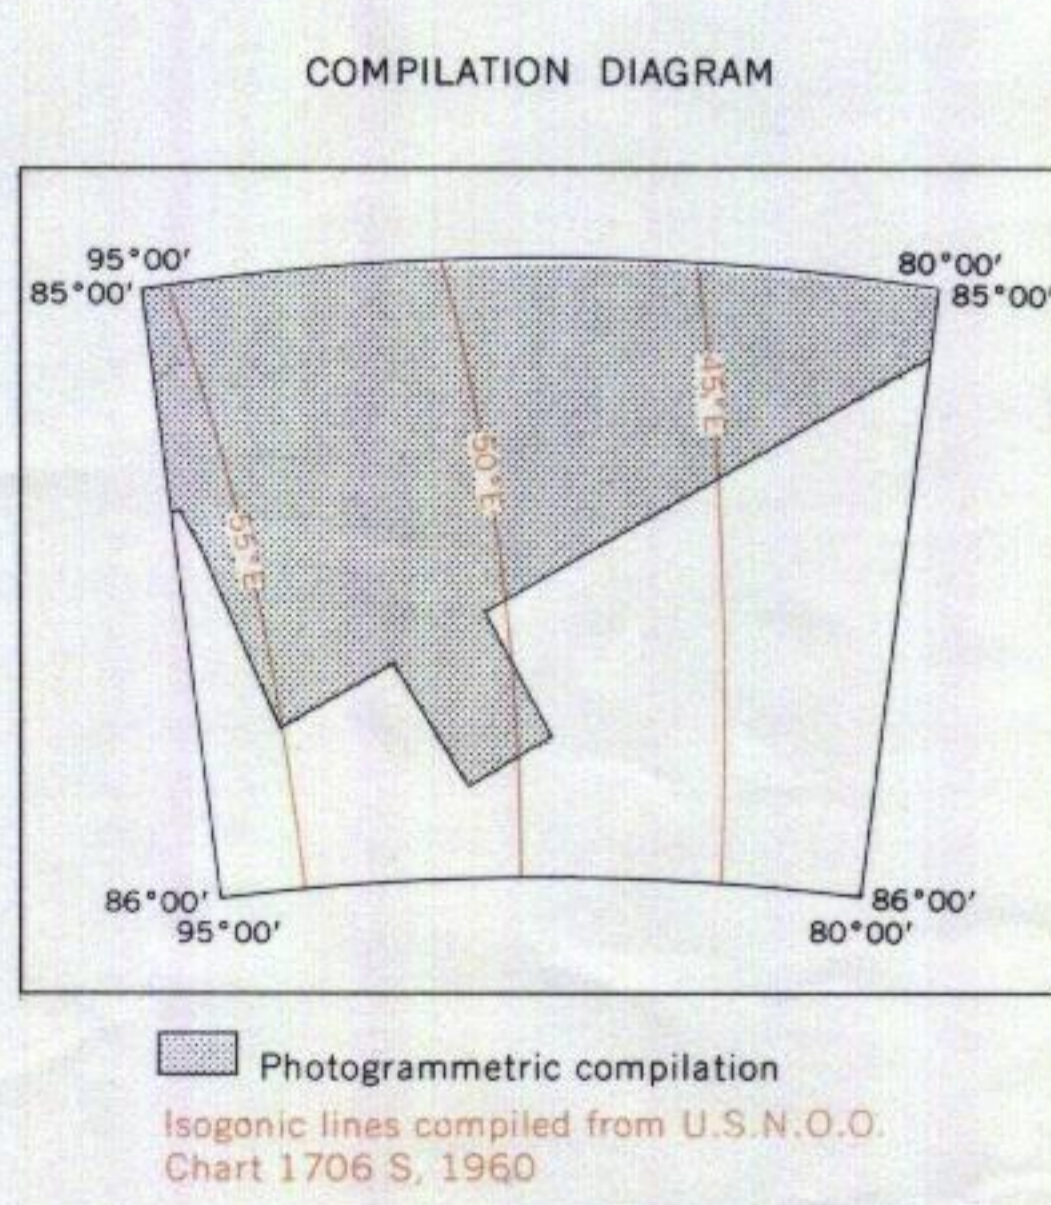 COMPILATION DIAGRAM
95°00′
80°00′
85°00′
85°00′
45°E
50°E
55°E
86°00′
86°00′
95°00′
80°00′
Photogrammetric compilation
Isogonic lines compiled from U.S.N.O.O.
Chart 1706 S, 1960